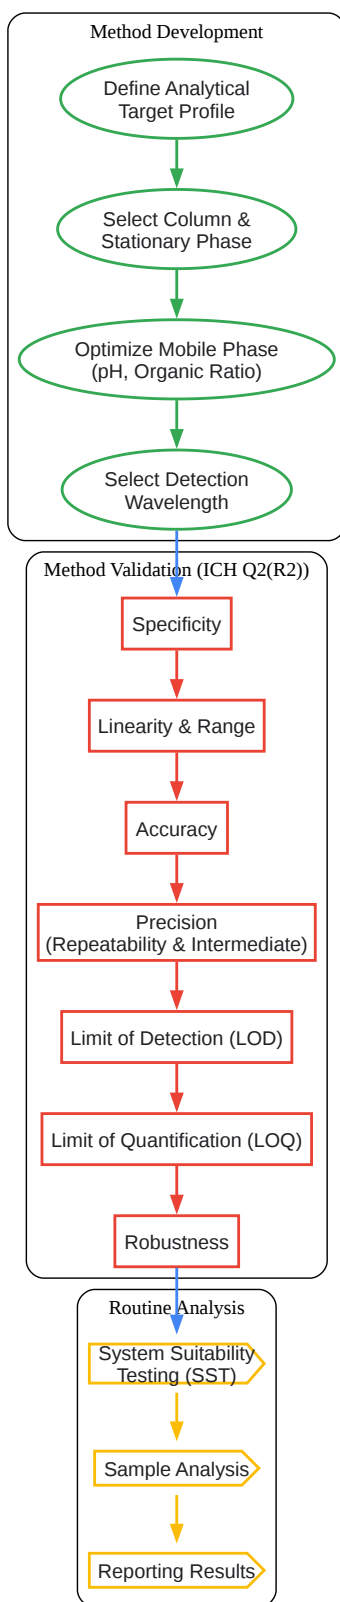 Method Development
Define Analytical
Target Profile
Select Column &
Stationary Phase
Optimize Mobile Phase
(pH, Organic Ratio)
Select Detection
Wavelength
Method Validation (ICH Q2(R2))
Specificity
Linearity & Range
Accuracy
Precision
(Repeatability & Intermediate)
Limit of Detection (LOD)
Limit of Quantification (LOQ)
Robustness
Routine Analysis
System Suitability
Testing (SST)
Sample Analysis
Reporting Results